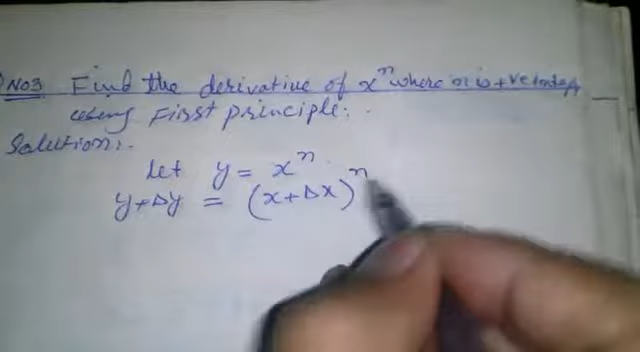 No3 Find the derivative of xⁿ where n is +ve integer
using First principle.
Solution:.
let y = xⁿ
y+Δy = (x+Δx)ⁿ